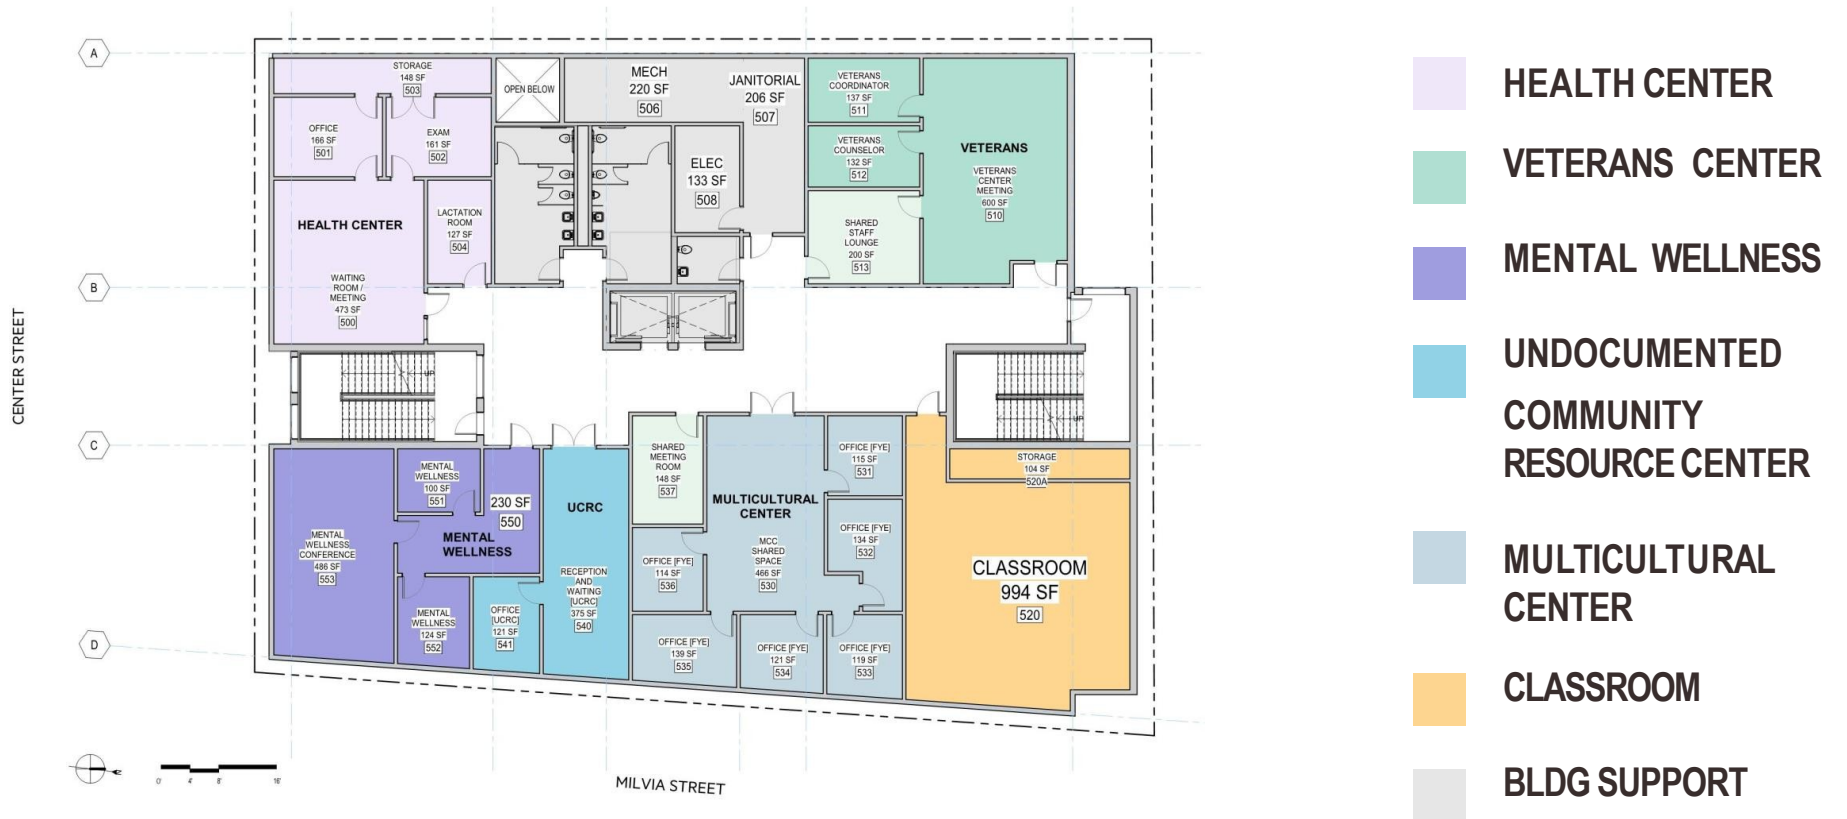 A
B
C
D
CENTER STREET
MILVIA STREET
0'
4'
8'
16'
STORAGE
148 SF
503
OFFICE
166 SF
501
EXAM
161 SF
502
HEALTH CENTER
LACTATION
ROOM
127 SF
504
WAITING
ROOM /
MEETING
473 SF
500
OPEN BELOW
MECH
220 SF
506
JANITORIAL
206 SF
507
ELEC
133 SF
508
VETERANS
COORDINATOR
137 SF
511
VETERANS
COUNSELOR
132 SF
512
SHARED
STAFF
LOUNGE
200 SF
513
VETERANS
VETERANS
CENTER
MEETING
600 SF
510
UP
UP
MENTAL
WELLNESS
100 SF
551
230 SF
550
MENTAL
WELLNESS
MENTAL
WELLNESS
CONFERENCE
486 SF
553
MENTAL
WELLNESS
124 SF
552
OFFICE
[UCRC]
121 SF
541
UCRC
RECEPTION
AND
WAITING
[UCRC]
375 SF
540
SHARED
MEETING
ROOM
148 SF
537
MULTICULTURAL
CENTER
MCC
SHARED
SPACE
466 SF
530
OFFICE [FYE]
115 SF
531
OFFICE [FYE]
134 SF
532
OFFICE [FYE]
114 SF
536
OFFICE [FYE]
139 SF
535
OFFICE [FYE]
121 SF
534
OFFICE [FYE]
119 SF
533
STORAGE
104 SF
520A
CLASSROOM
994 SF
520
HEALTH CENTER
VETERANS CENTER
MENTAL WELLNESS
UNDOCUMENTED
COMMUNITY
RESOURCE CENTER
MULTICULTURAL
CENTER
CLASSROOM
BLDG SUPPORT